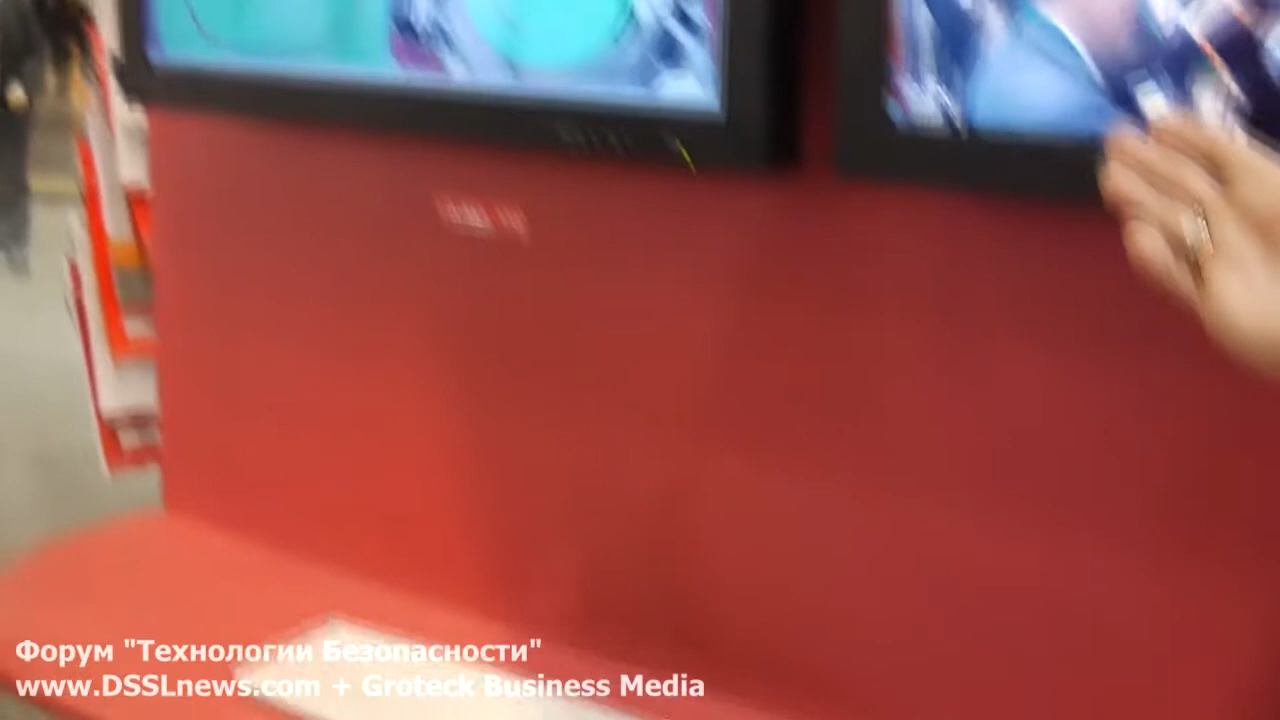 Форум "Технологии Безопасности"
www.DSSLnews.com + Groteck Business Media